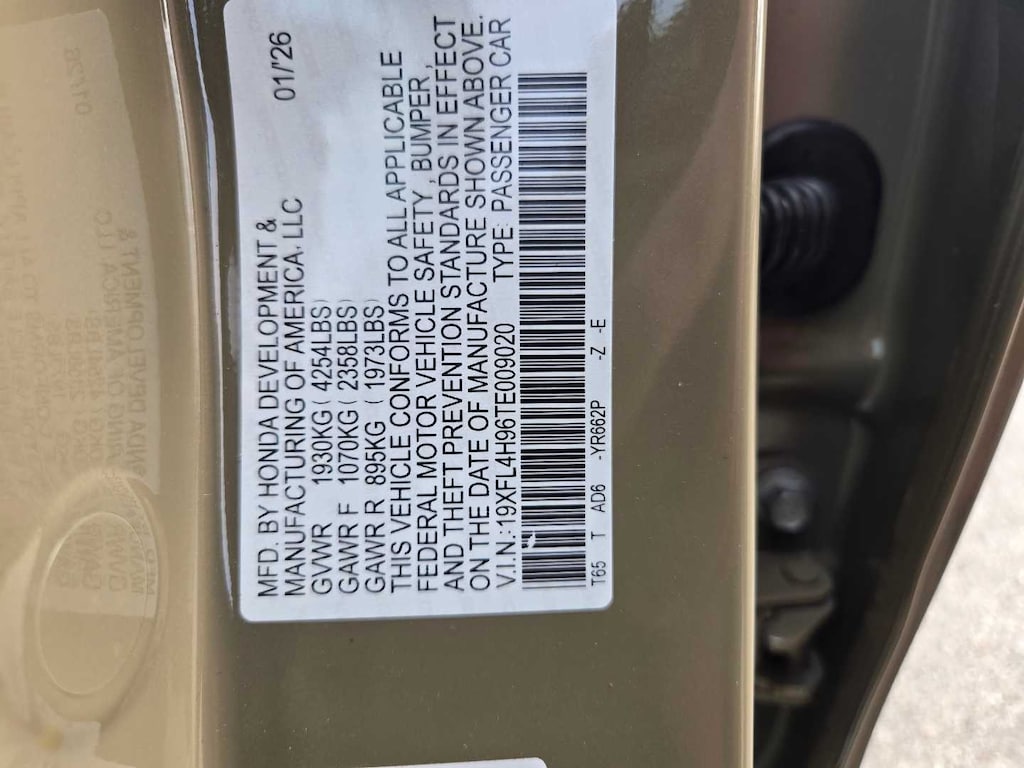 MFD. BY HONDA DEVELOPMENT &
MANUFACTURING OF AMERICA, LLC 01/26
GVWR 1930KG ( 4254LBS)
GAWR F 1070KG ( 2358LBS)
GAWR R 895KG ( 1973LBS)
THIS VEHICLE CONFORMS TO ALL APPLICABLE
FEDERAL MOTOR VEHICLE SAFETY, BUMPER ,
AND THEFT PREVENTION STANDARDS IN EFFECT
ON THE DATE OF MANUFACTURE SHOWN ABOVE.
V.I.N.:19XFL4H96TE009020 TYPE: PASSENGER CAR
T65 T AD6 -YR662P -Z -E